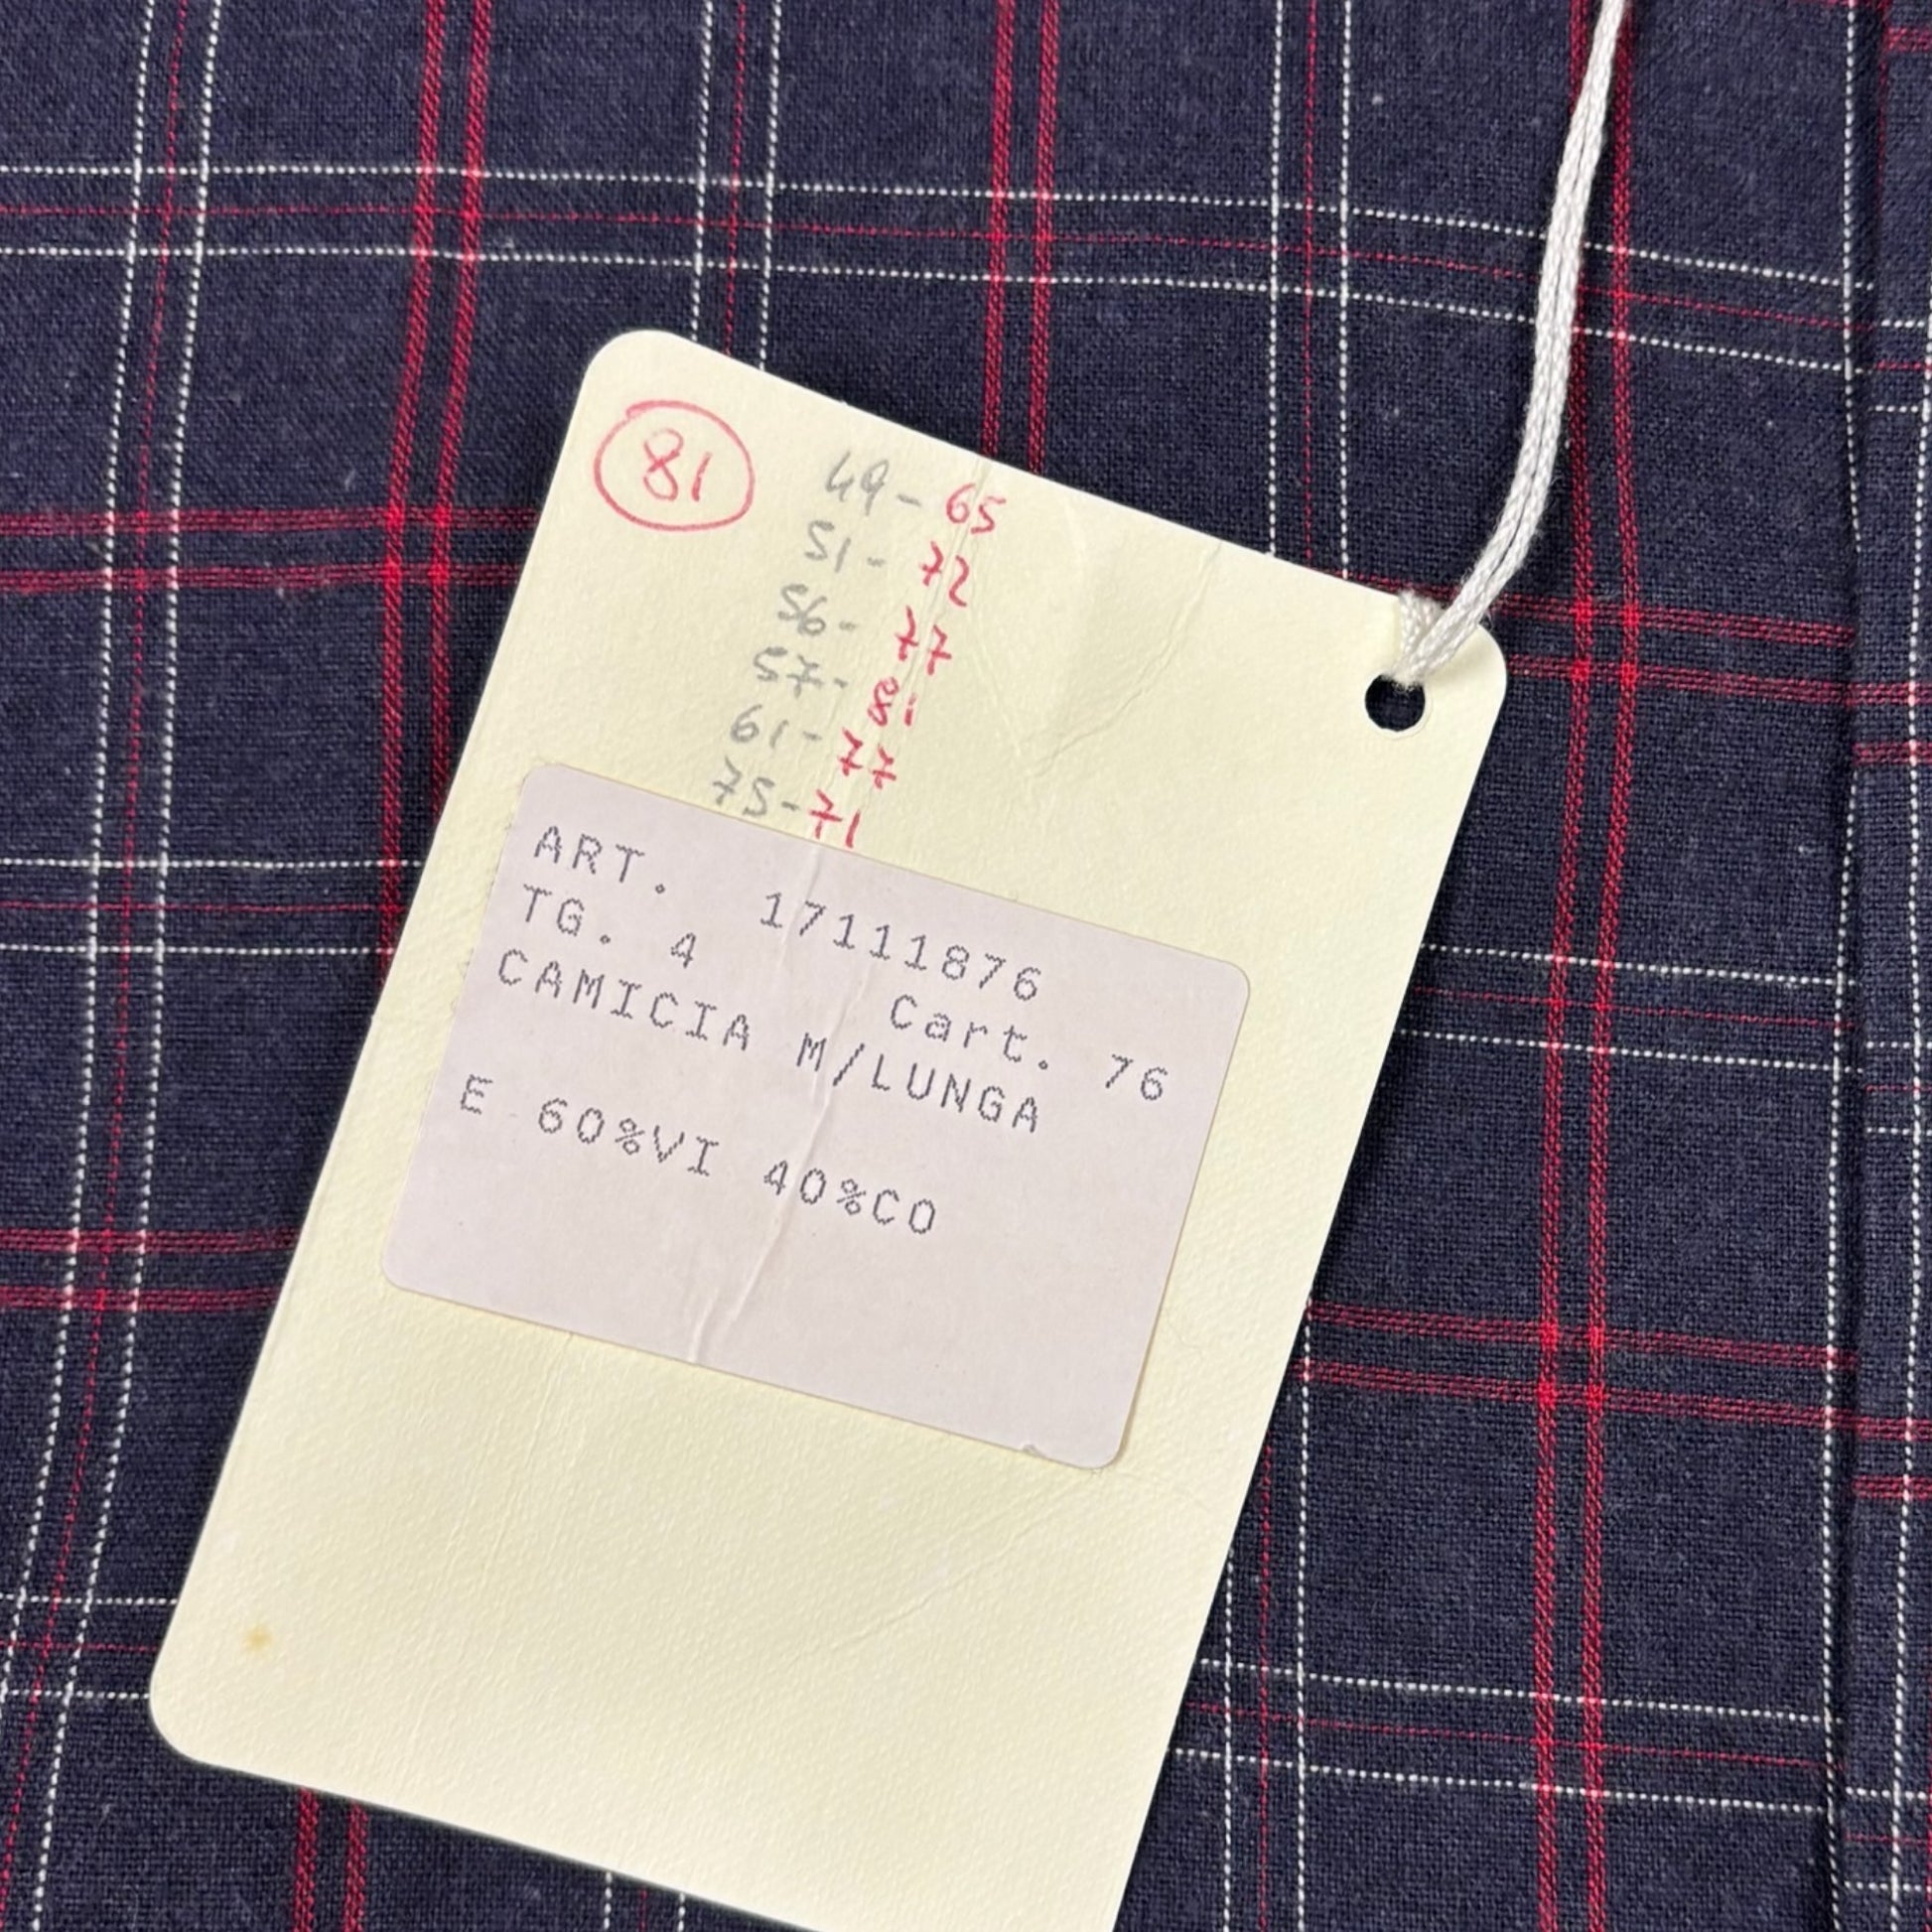 81
49-65
51-72
56-77
57-81
61-77
75-71
ART. 17111876
TG. 4 Cart. 76
CAMICIA M/LUNGA
E 60%VI 40%CO